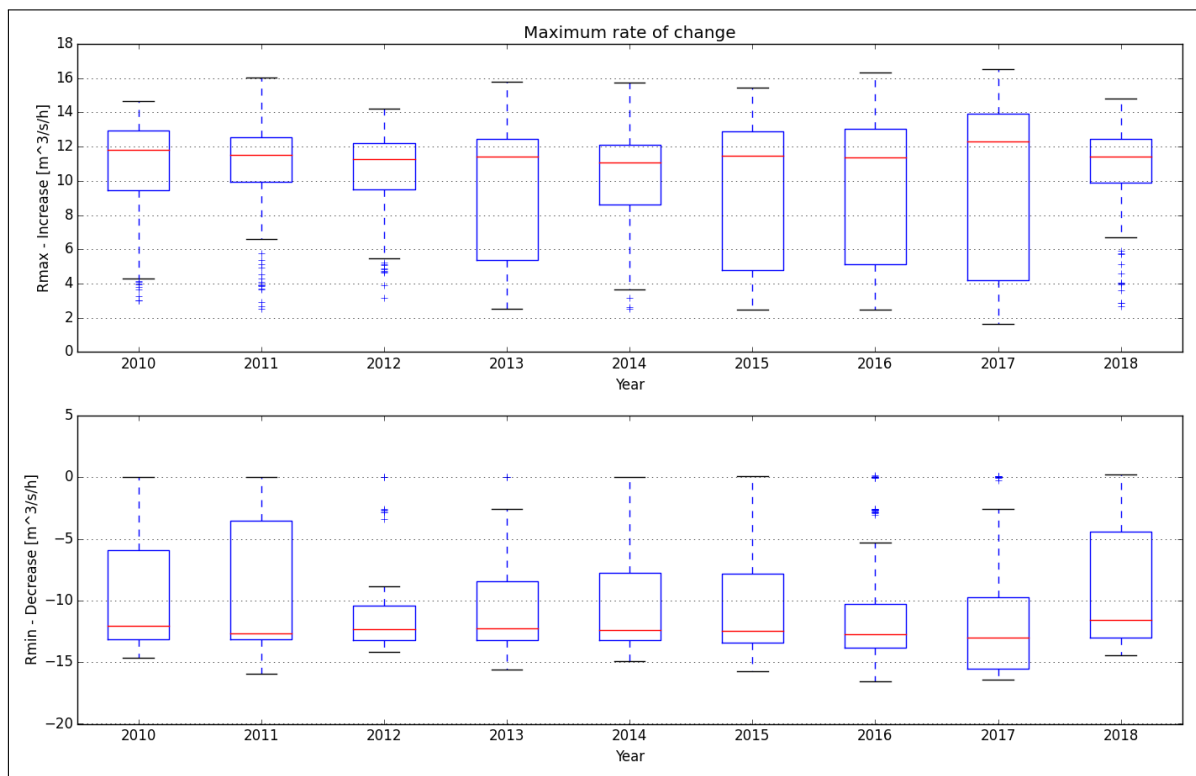 Maximum rate of change
Rmax - Increase [m^3/s/h]
18
16
14
12
10
8
6
4
2
0
2010 2011 2012 2013 2014 2015 2016 2017 2018
Year
Rmin - Decrease [m^3/s/h]
5
0
−5
−10
−15
−20
2010 2011 2012 2013 2014 2015 2016 2017 2018
Year